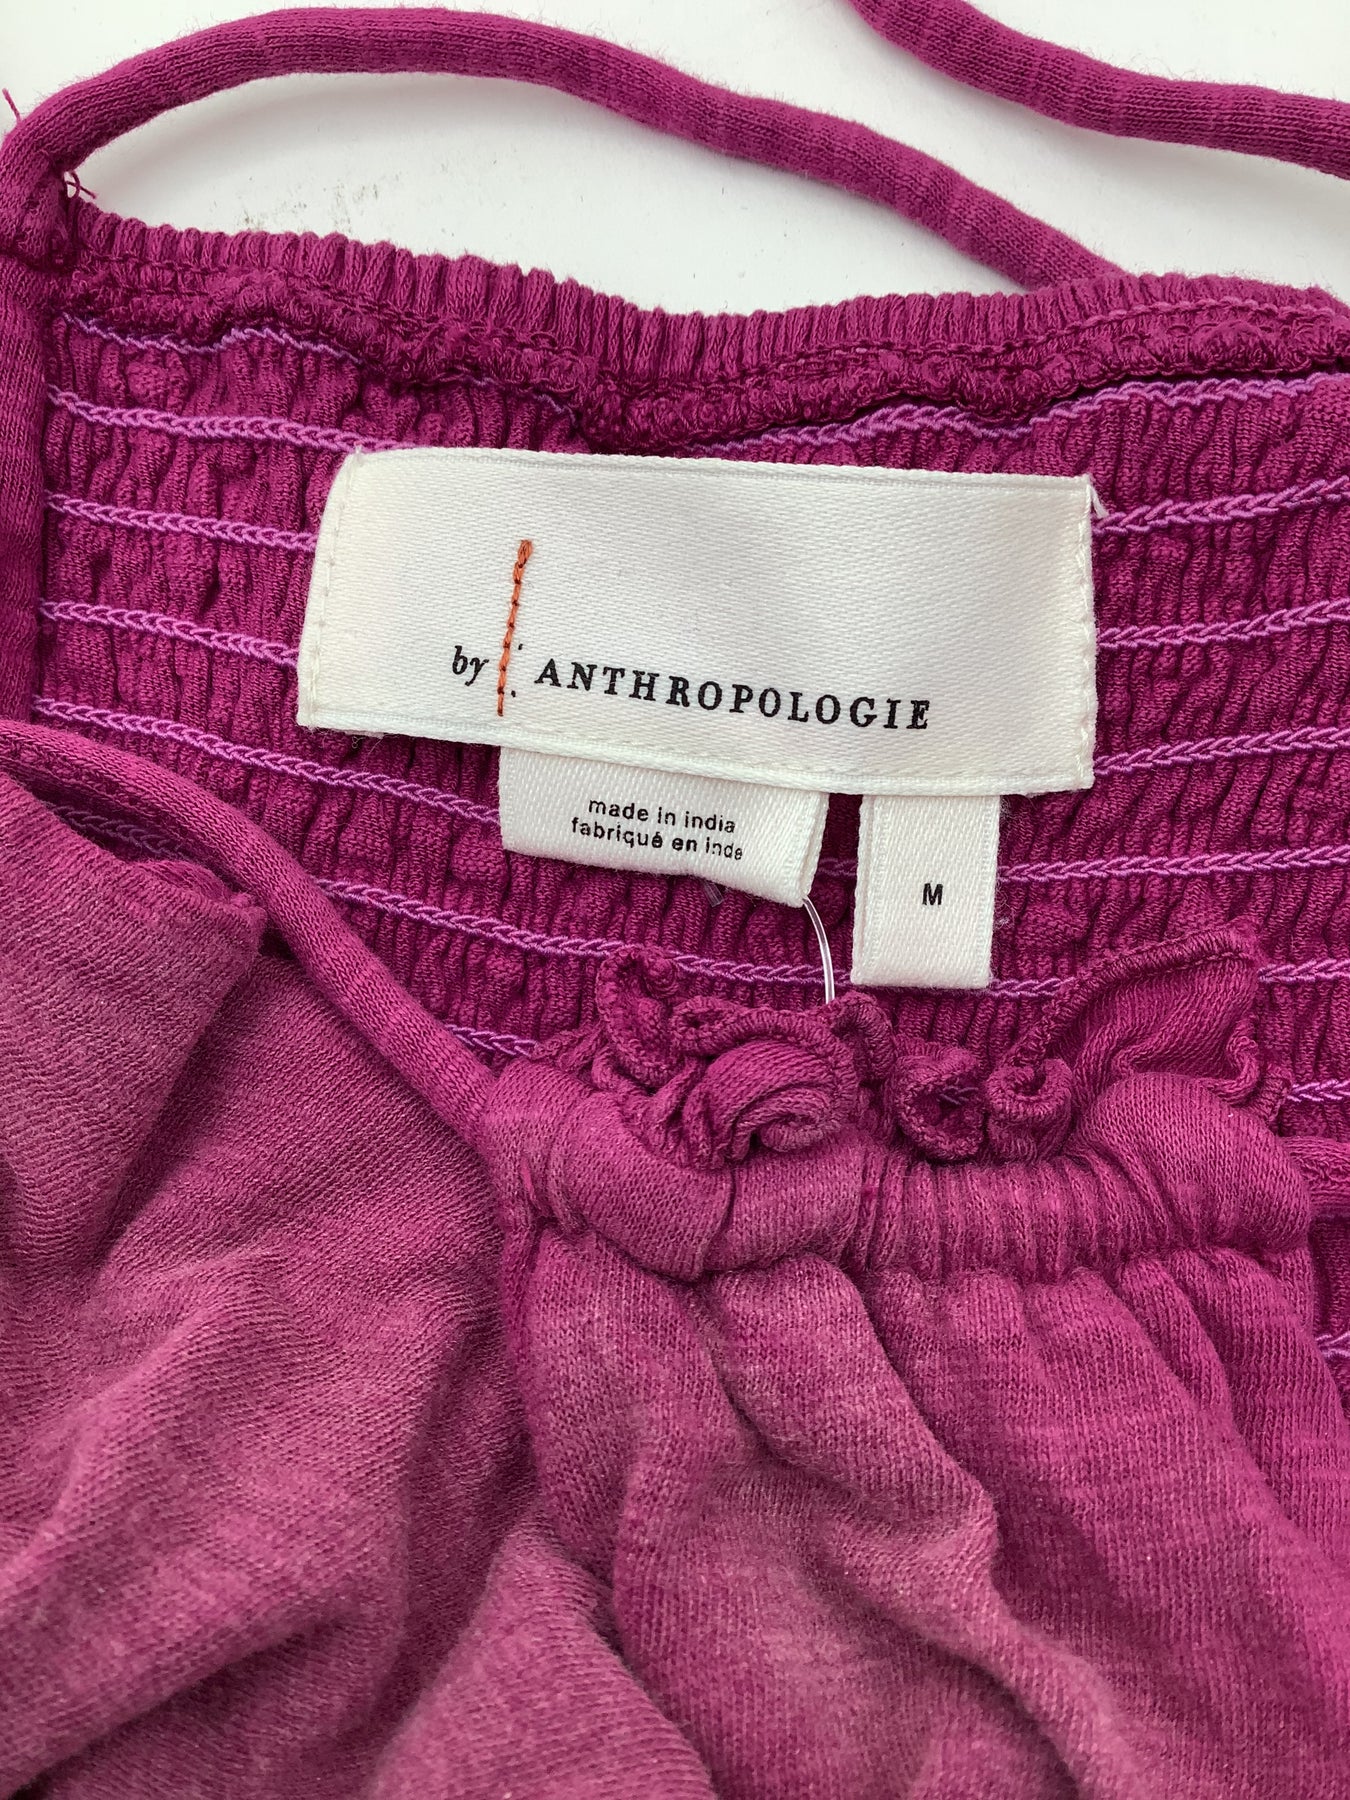 by ANTHROPOLOGIE
made in india
fabriqué en inde
M